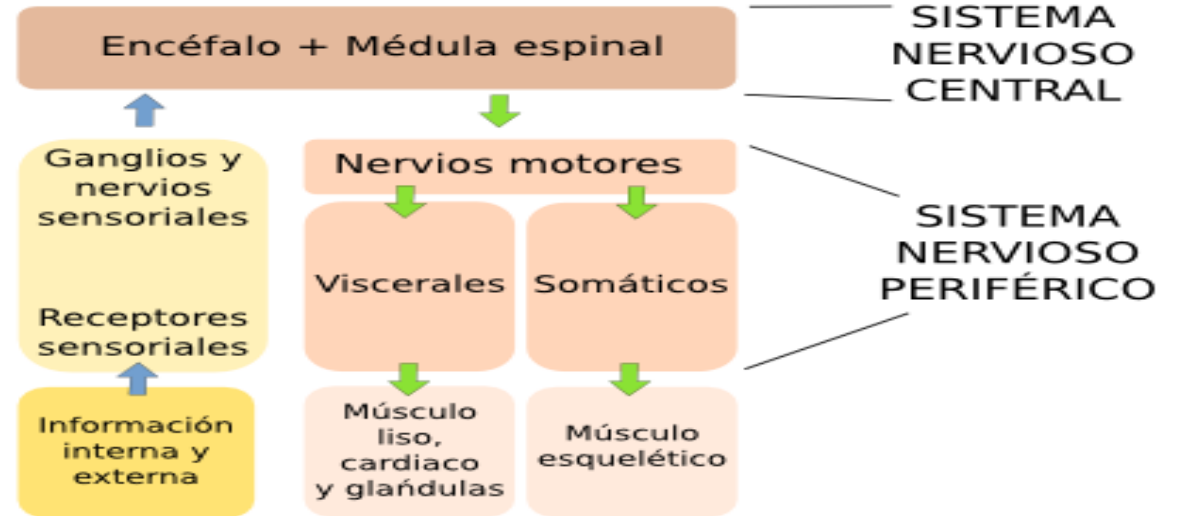 Encéfalo + Médula espinal
SISTEMA
NERVIOSO
CENTRAL
Ganglios y
nervios
sensoriales
Receptores
sensoriales
Información
interna y
externa
Nervios motores
Viscerales
Somáticos
Músculo
liso,
cardiaco
y glańdulas
Músculo
esquelético
SISTEMA
NERVIOSO
PERIFÉRICO